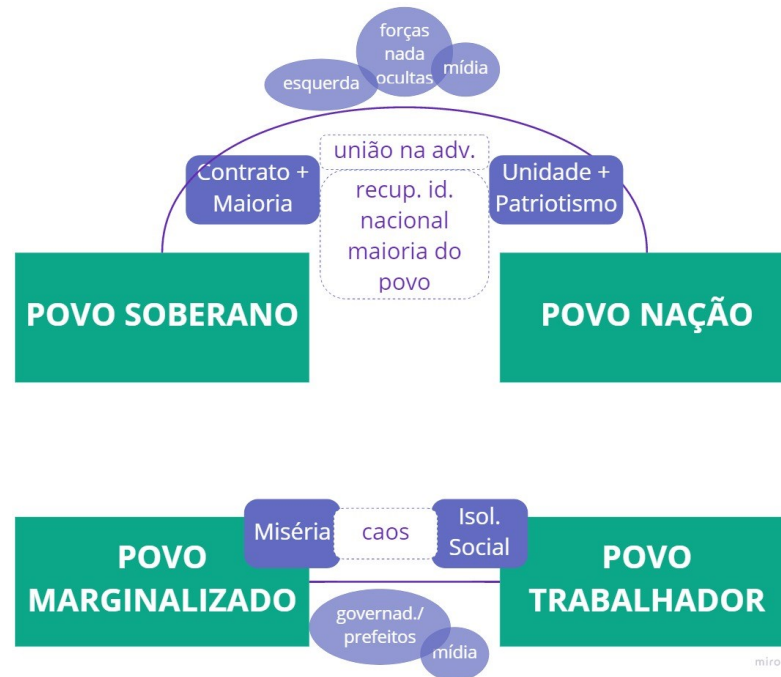 forças
nada
ocultas
esquerda
mídia
união na adv.
Contrato +
Maioria
recup. id.
nacional
maioria do
povo
Unidade +
Patriotismo
POVO SOBERANO
POVO NAÇÃO
Miséria
caos
Isol.
Social
POVO
MARGINALIZADO
POVO
TRABALHADOR
governad./
prefeitos
mídia
miro